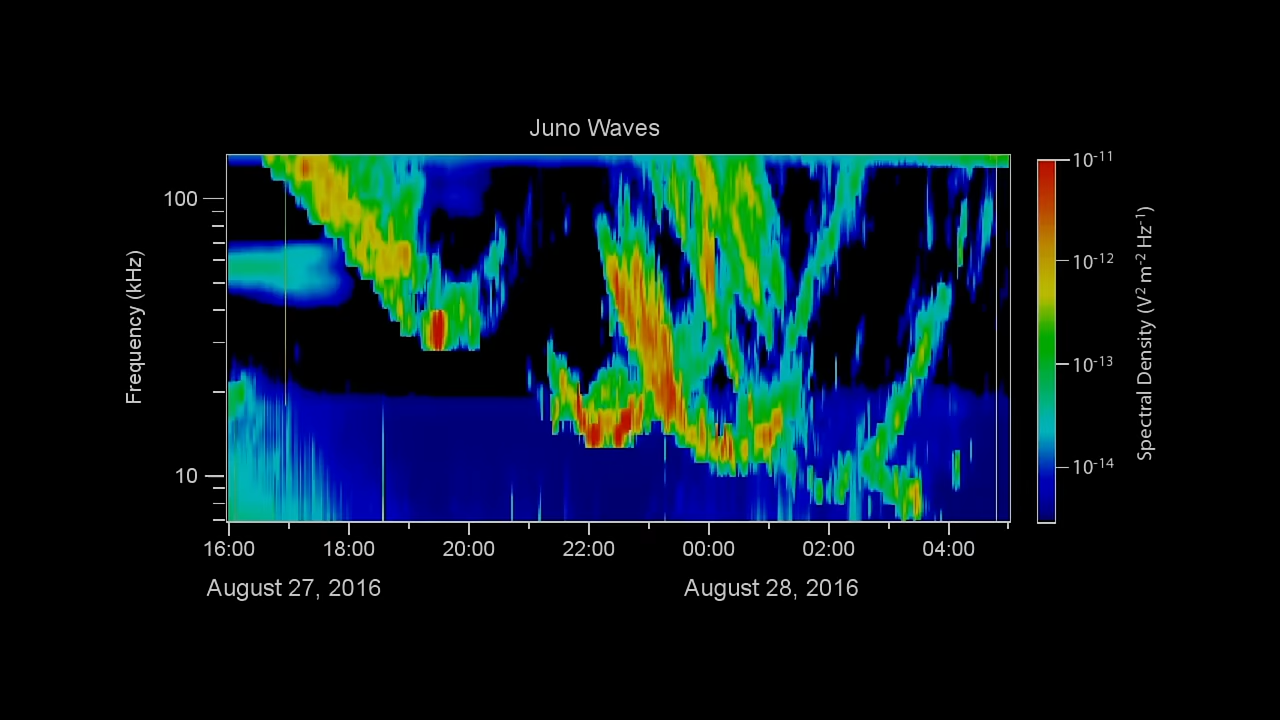 Juno Waves
Frequency (kHz)
100
10
16:00 18:00 20:00 22:00 00:00 02:00 04:00
August 27, 2016 August 28, 2016
10⁻¹¹
10⁻¹²
10⁻¹³
10⁻¹⁴
Spectral Density (V² m⁻² Hz⁻¹)